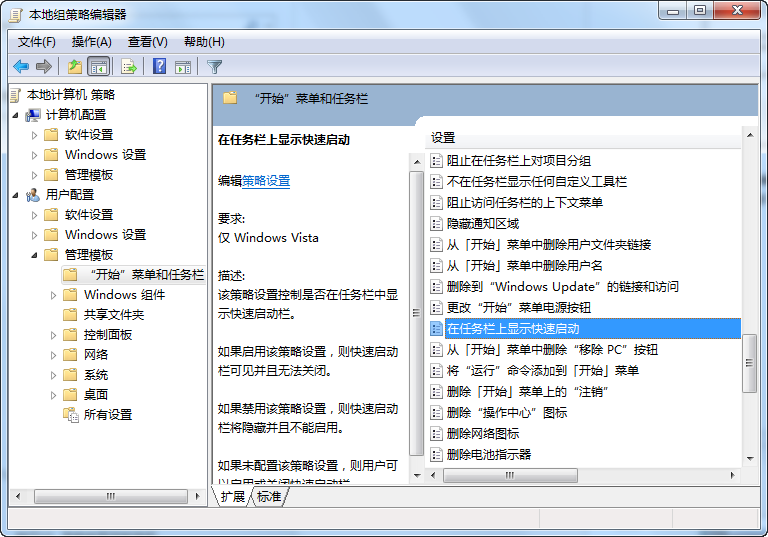 本地组策略编辑器
文件(F) 操作(A) 查看(V) 帮助(H)
本地计算机 策略
计算机配置
软件设置
Windows 设置
管理模板
用户配置
软件设置
Windows 设置
管理模板
“开始”菜单和任务栏
Windows 组件
共享文件夹
控制面板
网络
系统
桌面
所有设置
“开始”菜单和任务栏
在任务栏上显示快速启动
编辑策略设置
要求:
仅 Windows Vista
描述:
该策略设置控制是否在任务栏中显
示快速启动栏。
如果启用该策略设置，则快速启动
栏可见并且无法关闭。
如果禁用该策略设置，则快速启动
栏将隐藏并且不能启用。
如果未配置该策略设置，则用户可
以启用或关闭快速启动栏
设置
阻止在任务栏上对项目分组
不在任务栏显示任何自定义工具栏
阻止访问任务栏的上下文菜单
隐藏通知区域
从「开始」菜单中删除用户文件夹链接
从「开始」菜单中删除用户名
删除到“Windows Update”的链接和访问
更改“开始”菜单电源按钮
在任务栏上显示快速启动
从「开始」菜单中删除“移除 PC”按钮
将“运行”命令添加到「开始」菜单
删除「开始」菜单上的“注销”
删除“操作中心”图标
删除网络图标
删除电池指示器
扩展 标准